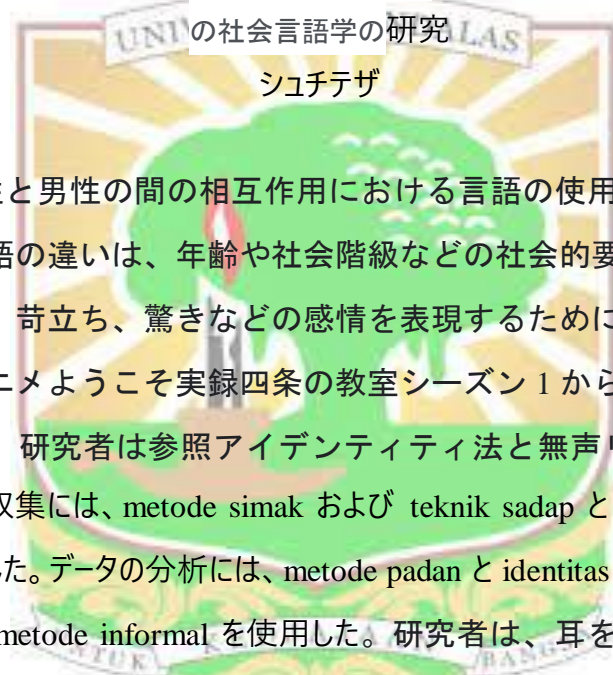 UNI ALAS
の社会言語学の研究
シュチテザ
と男性の間の相互作用における言語の使用
語の違いは、年齢や社会階級などの社会的要
苛立ち、驚きなどの感情を表現するために
ニメようこそ実録四条の教室シーズン 1 から
研究者は参照アイデンティティ法と無声
収集には、metode simak および teknik sadap と
した。データの分析には、metode padan と identitas
metode informal を使用した。研究者は、耳を
TUK BANGS